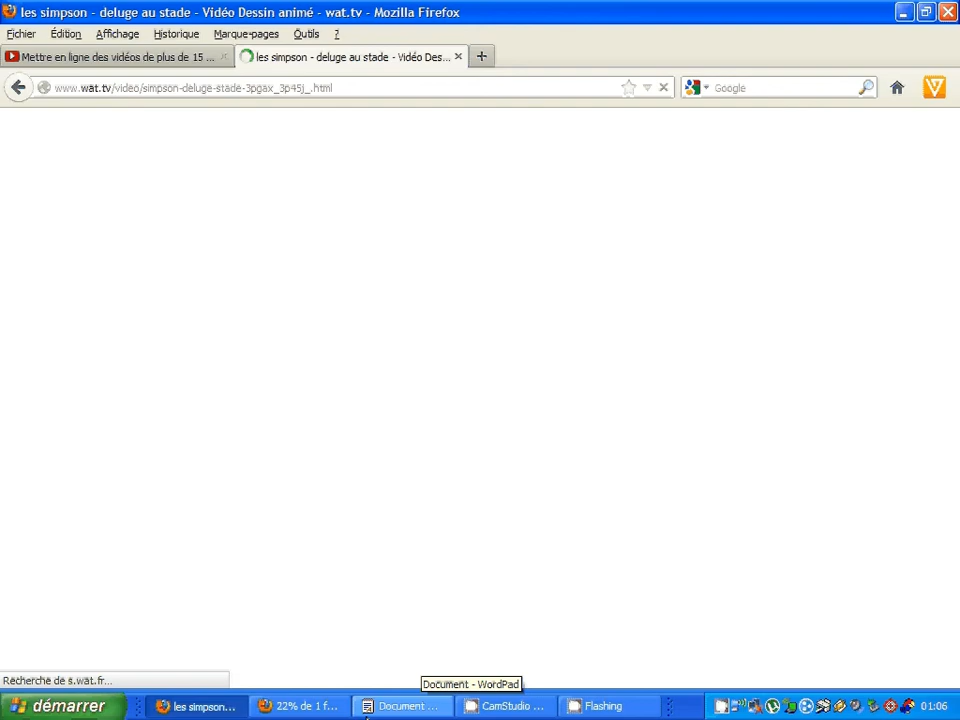 les simpson - deluge au stade - Vidéo Dessin animé - wat.tv - Mozilla Firefox
Fichier Édition Affichage Historique Marque-pages Outils ?
Mettre en ligne des vidéos de plus de 15 ... les simpson - deluge au stade - Vidéo Des...
www.wat.tv/video/simpson-deluge-stade-3pgax_3p45j_.html Google
Recherche de s.wat.fr...
Document - WordPad
démarrer les simpson... 22% de 1 f... Document ... CamStudio ... Flashing 01:06